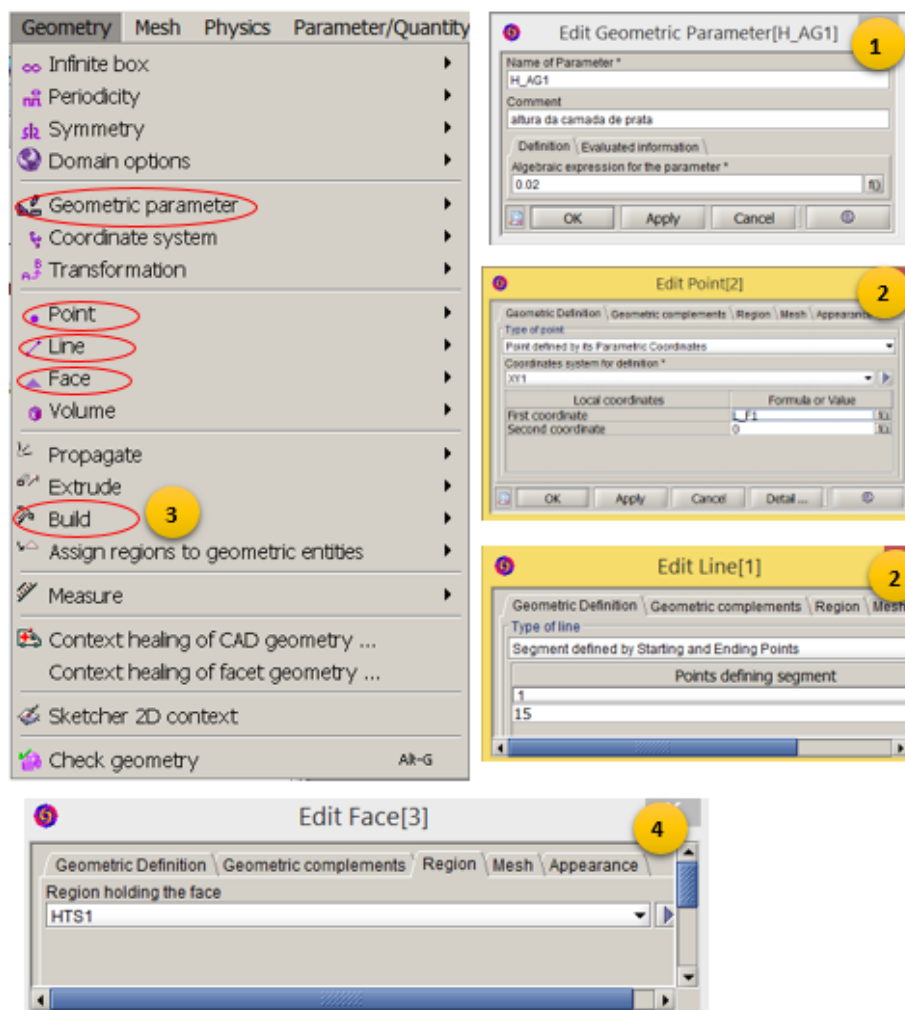 Geometry Mesh Physics Parameter/Quantity
Infinite box
Periodicity
Symmetry
Domain options
Geometric parameter
Coordinate system
Transformation
Point
Line
Face
Volume
Propagate
Extrude
Build
3
Assign regions to geometric entities
Measure
Context healing of CAD geometry ...
Context healing of facet geometry ...
Sketcher 2D context
Check geometry Alt-G
Edit Geometric Parameter[H_AG1]
1
Name of Parameter *
H_AG1
Comment
altura da camada de prata
Definition Evaluated information
Algebraic expression for the parameter *
0.02 f()
OK Apply Cancel
Edit Point[2]
2
Geometric Definition Geometric complements Region Mesh Appearance
Type of point
Point defined by its Parametric Coordinates
Coordinates system for definition *
XY1
Local coordinates Formula or Value
First coordinate L_F1 f()
Second coordinate 0 f()
OK Apply Cancel Detail ...
Edit Line[1]
2
Geometric Definition Geometric complements Region Mesh
Type of line
Segment defined by Starting and Ending Points
Points defining segment
1
15
Edit Face[3]
4
Geometric Definition Geometric complements Region Mesh Appearance
Region holding the face
HTS1